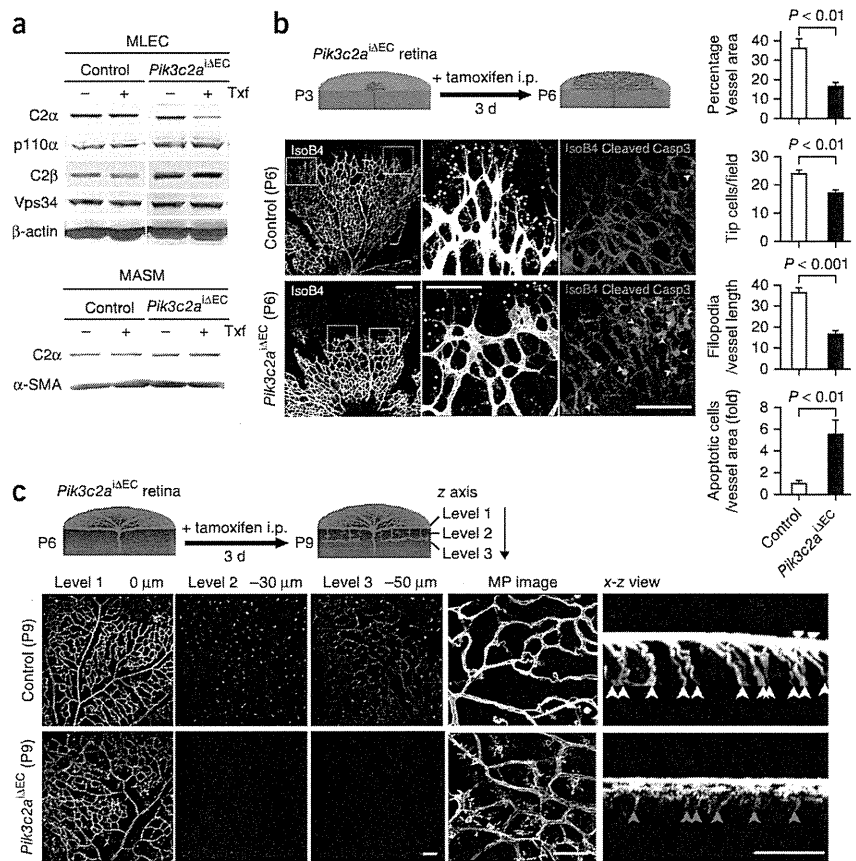 a
MLEC
Control Pik3c2a^iΔEC
– + – + Txf
C2α
p110α
C2β
Vps34
β-actin
MASM
Control Pik3c2a^iΔEC
– + – + Txf
C2α
α-SMA
b
Pik3c2a^iΔEC retina
P3 + tamoxifen i.p. P6
3 d
Control (P6)
IsoB4
IsoB4 Cleaved Casp3
Pik3c2a^iΔEC (P6)
IsoB4
IsoB4 Cleaved Casp3
P < 0.01
Percentage
Vessel area
40
30
20
10
0
P < 0.01
Tip cells/field
30
20
10
0
P < 0.001
Filopodia
/vessel length
40
30
20
10
0
P < 0.01
Apoptotic cells
/vessel area (fold)
8
6
4
2
0
Control
Pik3c2a^iΔEC
c
Pik3c2a^iΔEC retina
P6 + tamoxifen i.p. P9
3 d
z axis
Level 1
Level 2
Level 3
Level 1 0 μm Level 2 –30 μm Level 3 –50 μm MP image x-z view
Control (P9)
Pik3c2a^iΔEC (P9)